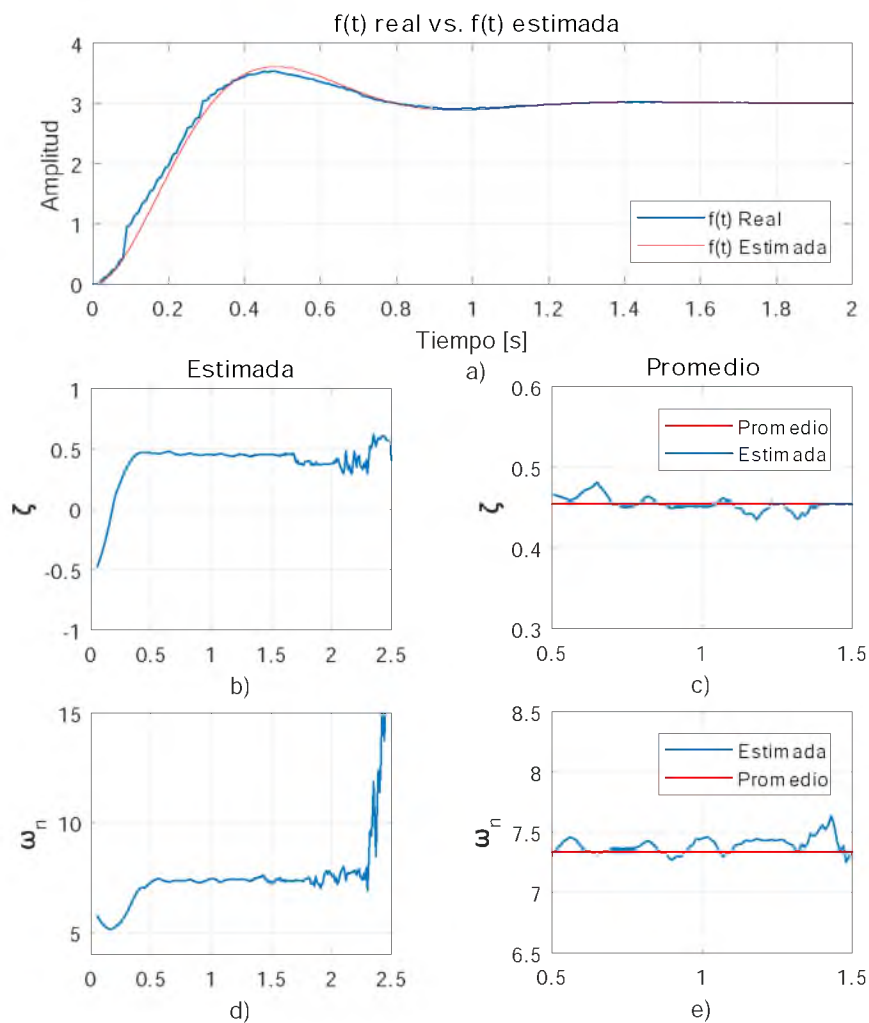 f(t) real vs. f(t) estimada
4
3
2
1
0
Amplitud
f(t) Real
f(t) Estimada
0 0.2 0.4 0.6 0.8 1 1.2 1.4 1.6 1.8 2
Tiempo [s]
a)
Estimada
1
0.5
0
-0.5
-1
ζ
0 0.5 1 1.5 2 2.5
b)
Promedio
0.6
0.5
0.4
0.3
ζ
Promedio
Estimada
0.5 1 1.5
c)
15
10
5
ωn
0 0.5 1 1.5 2 2.5
d)
8.5
8
7.5
7
6.5
ωn
Estimada
Promedio
0.5 1 1.5
e)